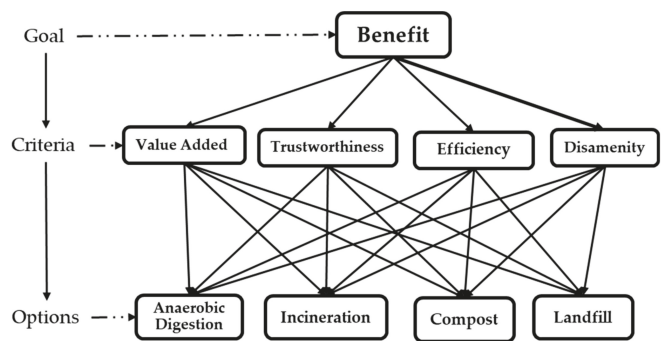 Goal
Benefit
Criteria
Value Added
Trustworthiness
Efficiency
Disamenity
Options
Anaerobic
Digestion
Incineration
Compost
Landfill